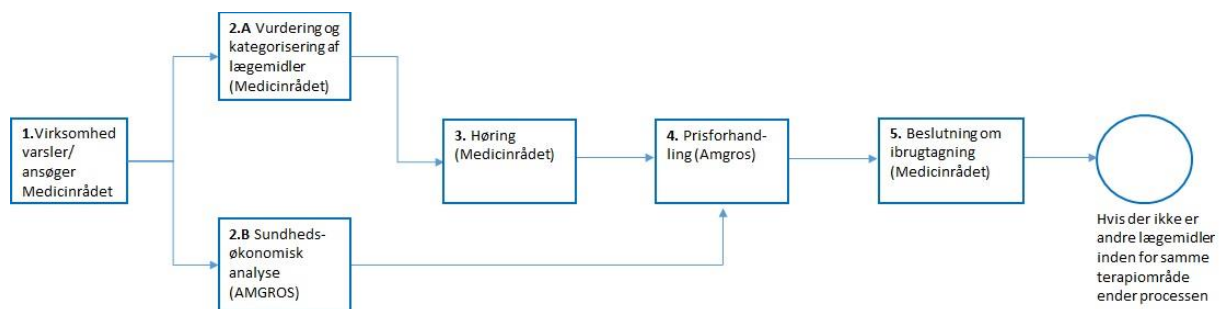 1.Virksomhed
varsler/
ansøger
Medicinrådet
2.A Vurdering og
kategorisering af
lægemidler
(Medicinrådet)
2.B Sundheds-
økonomisk
analyse
(AMGROS)
3. Høring
(Medicinrådet)
4. Prisforhand-
ling (Amgros)
5. Beslutning om
ibrugtagning
(Medicinrådet)
Hvis der ikke er
andre lægemidler
inden for samme
terapiområde
ender processen